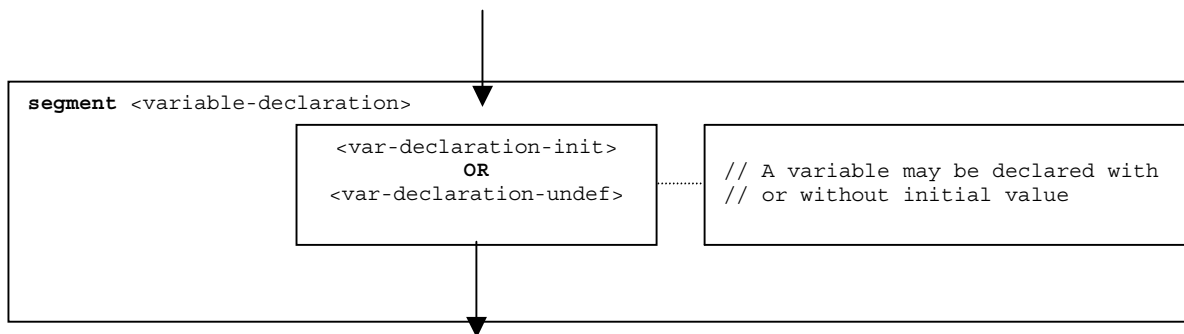 segment <variable-declaration>
<var-declaration-init>
OR
<var-declaration-undef>
// A variable may be declared with
// or without initial value